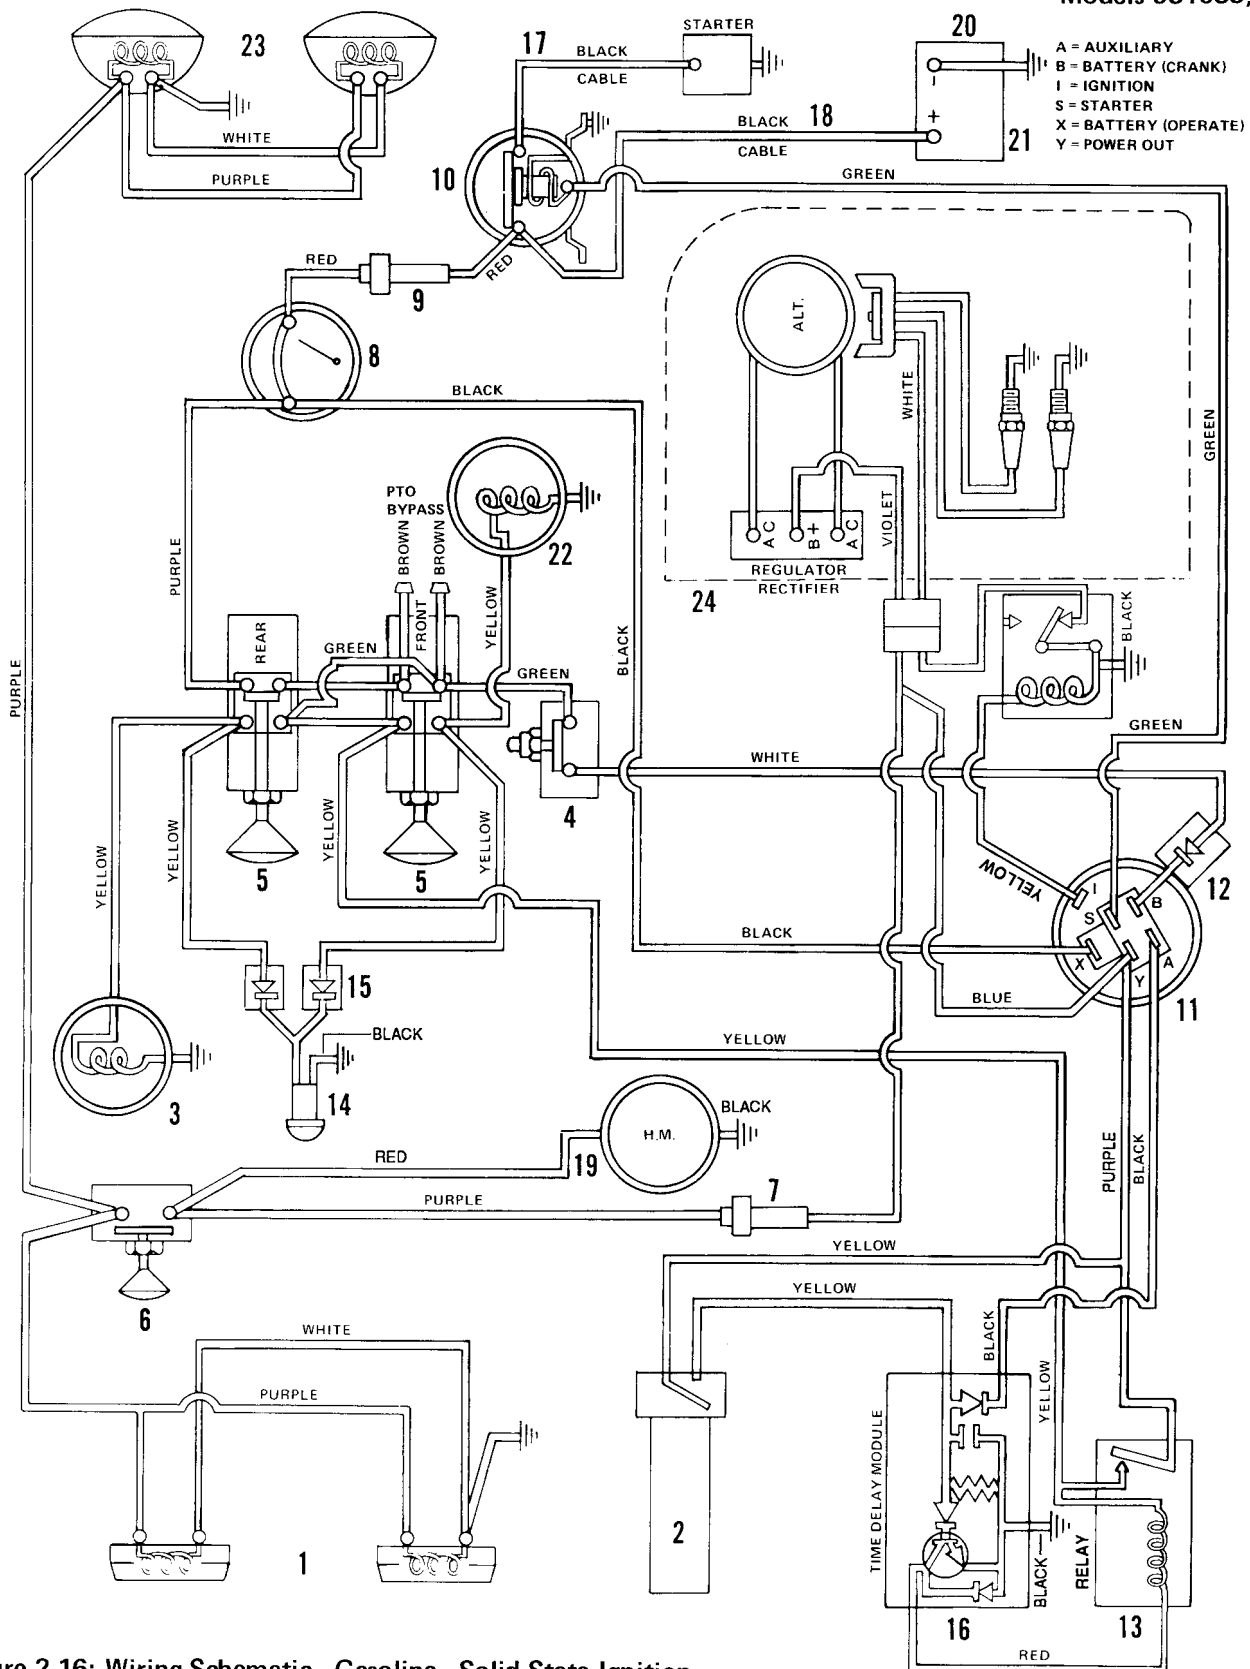 23
17
BLACK
CABLE
STARTER
20
A = AUXILIARY
B = BATTERY (CRANK)
I = IGNITION
S = STARTER
X = BATTERY (OPERATE)
Y = POWER OUT
−
+
21
WHITE
PURPLE
10
BLACK
CABLE
18
GREEN
RED
9
RED
8
BLACK
ALT.
WHITE
GREEN
VIOLET
A C
B +
A C
REGULATOR
RECTIFIER
24
PTO
BYPASS
BROWN
BROWN
22
PURPLE
YELLOW
REAR
FRONT
GREEN
GREEN
BLACK
BLACK
GREEN
WHITE
4
PURPLE
5
5
YELLOW
YELLOW
YELLOW
YELLOW
YELLOW
12
I
S
B
X
Y
A
11
BLACK
BLUE
15
BLACK
14
3
YELLOW
H.M.
BLACK
19
RED
PURPLE
7
PURPLE
BLACK
6
YELLOW
YELLOW
WHITE
PURPLE
1
2
BLACK
YELLOW
TIME DELAY MODULE
BLACK
RELAY
16
13
RED
2-16: Wiring Schematic - Gasoline - Solid State Ignition